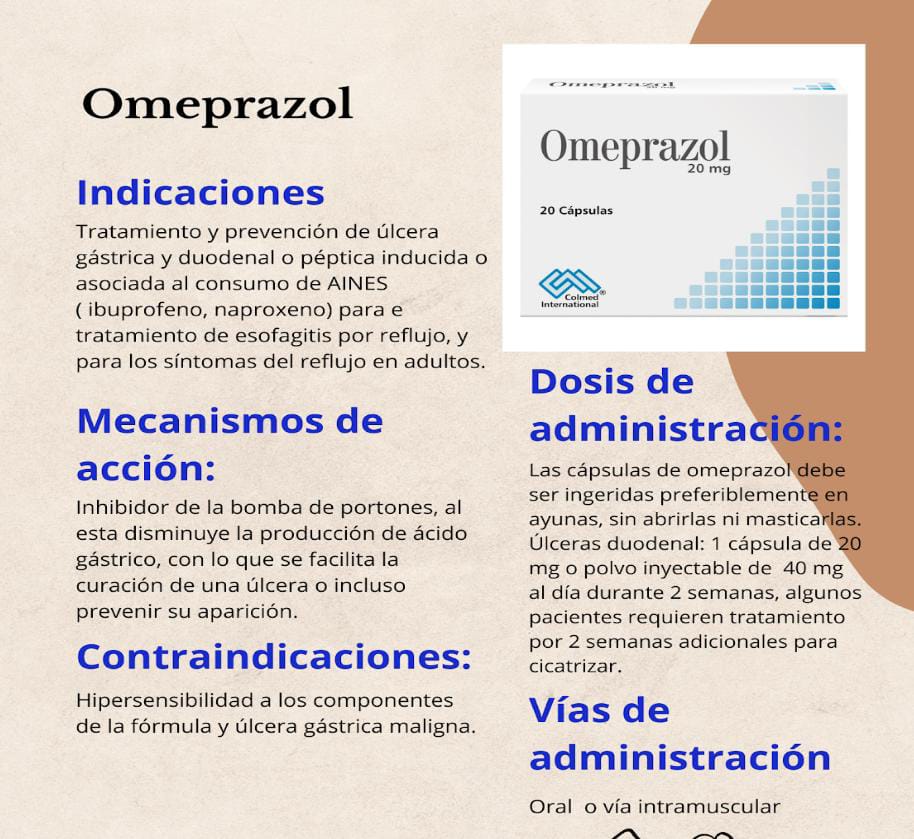 Omeprazol
Indicaciones
Tratamiento y prevención de úlcera
gástrica y duodenal o péptica inducida o
asociada al consumo de AINES
( ibuprofeno, naproxeno) para e
tratamiento de esofagitis por reflujo, y
para los síntomas del reflujo en adultos.
Mecanismos de
acción:
Inhibidor de la bomba de portones, al
esta disminuye la producción de ácido
gástrico, con lo que se facilita la
curación de una úlcera o incluso
prevenir su aparición.
Contraindicaciones:
Hipersensibilidad a los componentes
de la fórmula y úlcera gástrica maligna.
Omeprazol
20 mg
Omeprazol
20 mg
20 Cápsulas
Colmed
International
Dosis de
administración:
Las cápsulas de omeprazol debe
ser ingeridas preferiblemente en
ayunas, sin abrirlas ni masticarlas.
Úlceras duodenal: 1 cápsula de 20
mg o polvo inyectable de  40 mg
al día durante 2 semanas, algunos
pacientes requieren tratamiento
por 2 semanas adicionales para
cicatrizar.
Vías de
administración
Oral  o vía intramuscular